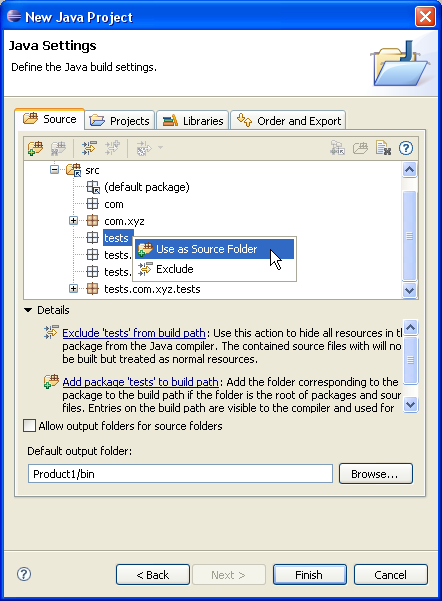 New Java Project
Java Settings
Define the Java build settings.
Source Projects Libraries Order and Export
src
(default package)
com
com.xyz
tests
Use as Source Folder
tests.
Exclude
tests.
tests.com.xyz.tests
Details
Exclude 'tests' from build path: Use this action to hide all resources in th
package from the Java compiler. The contained source files with will no
be built but treated as normal resources.
Add package 'tests' to build path: Add the folder corresponding to the
package to the build path if the folder is the root of packages and sour
files. Entries on the build path are visible to the compiler and used for
Allow output folders for source folders
Default output folder:
Product1/bin
Browse...
?
< Back
Next >
Finish
Cancel